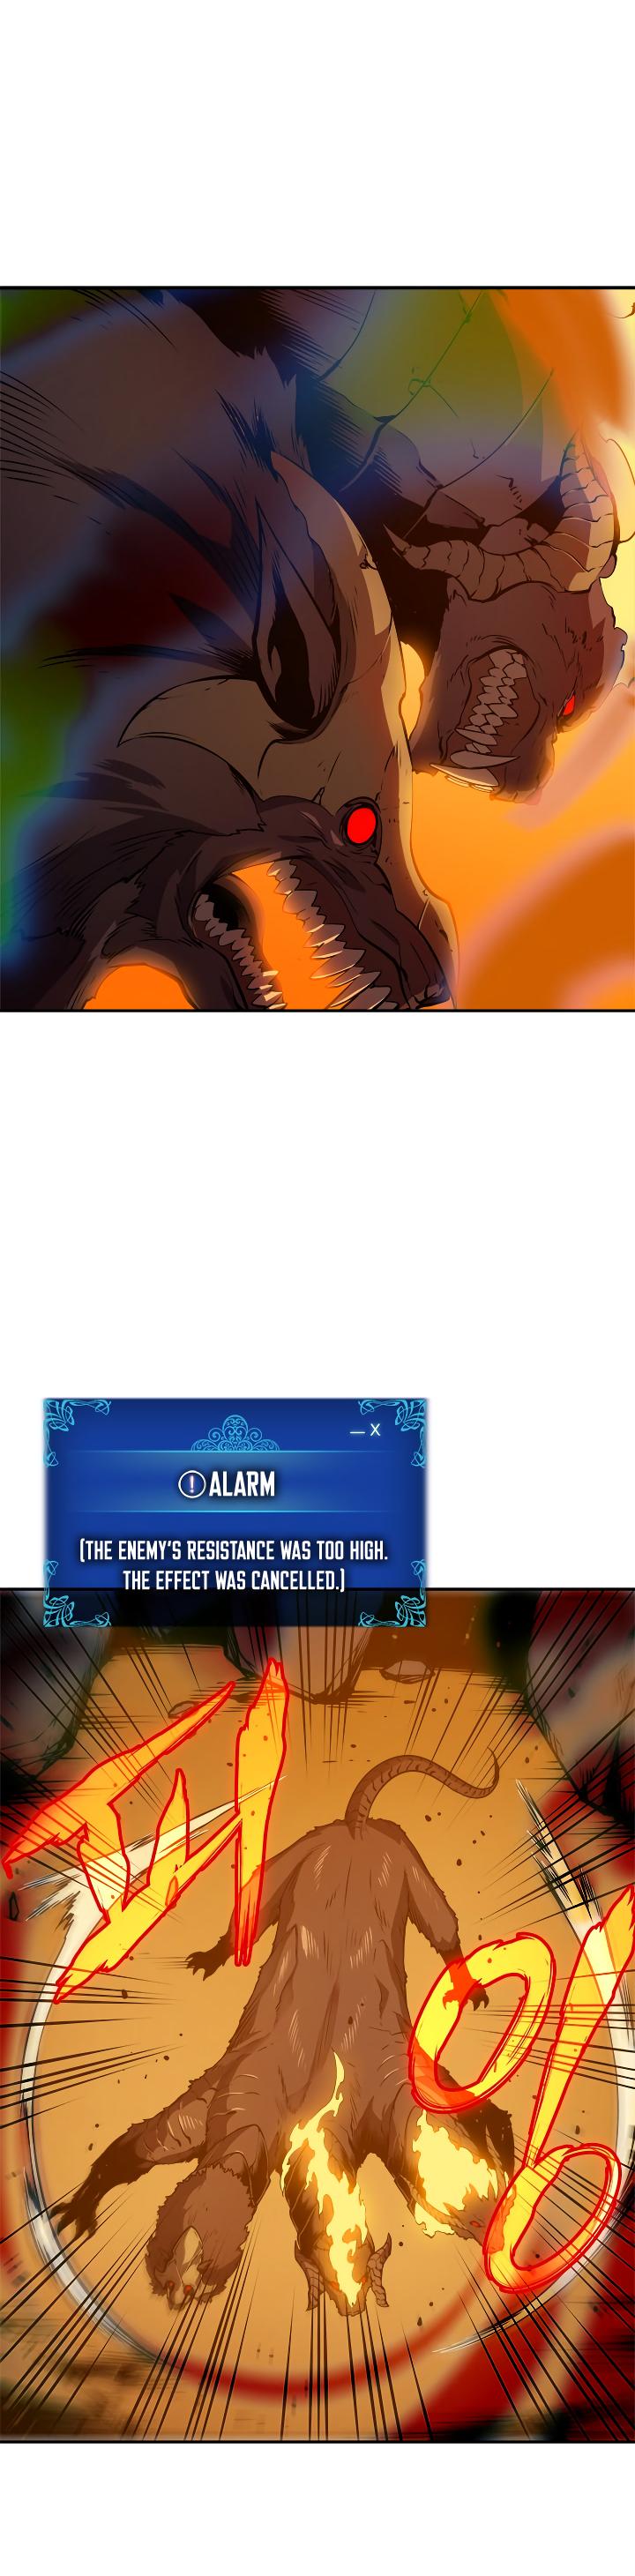 — X
! ALARM
(THE ENEMY'S RESISTANCE WAS TOO HIGH.
THE EFFECT WAS CANCELLED.)